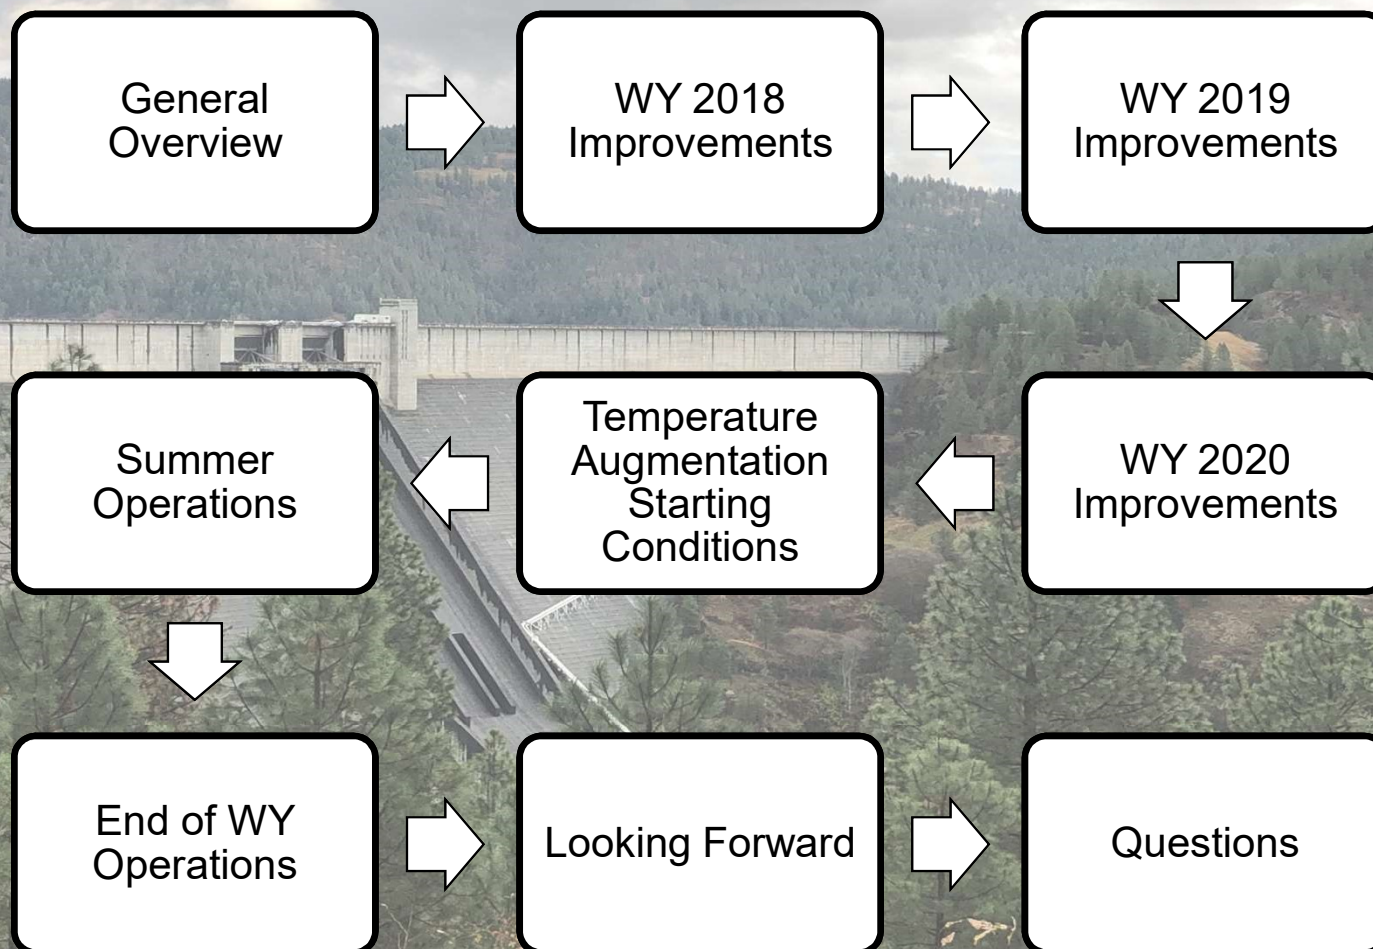 General
Overview
WY 2018
Improvements
WY 2019
Improvements
WY 2020
Improvements
Temperature
Augmentation
Starting
Conditions
Summer
Operations
End of WY
Operations
Looking Forward
Questions